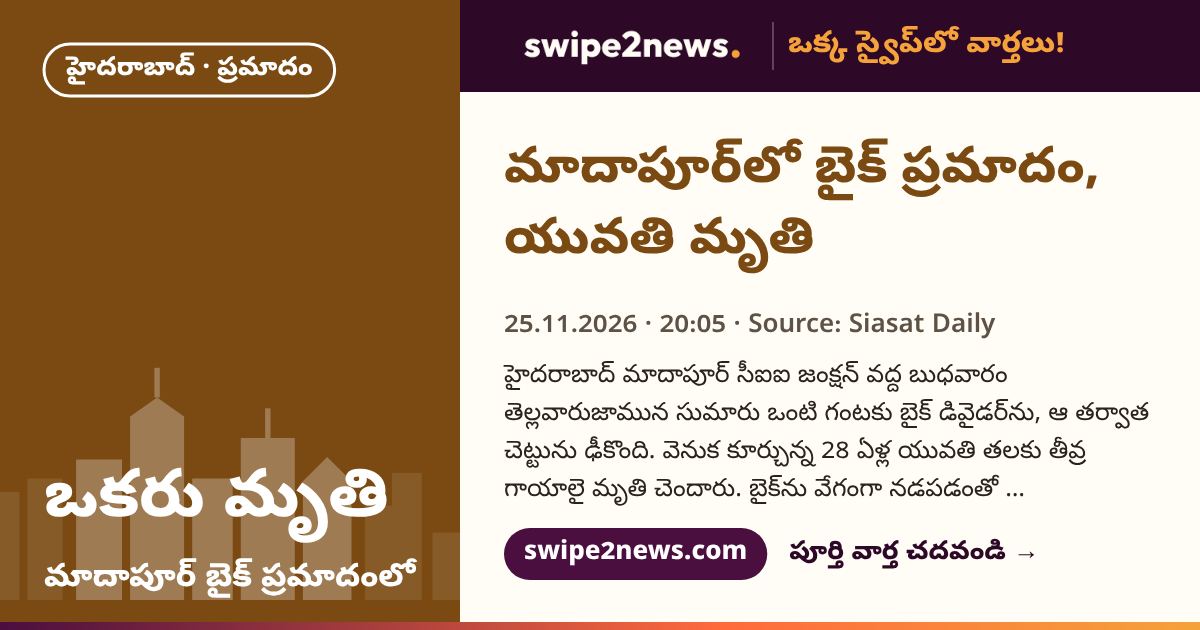 హైదరాబాద్ · ప్రమాదం
ఒకరు మృతి
మాదాపూర్ బైక్ ప్రమాదంలో
swipe2news.
ఒక్క స్వైప్‌లో వార్తలు!
మాదాపూర్‌లో బైక్ ప్రమాదం,
యువతి మృతి
25.11.2026 · 20:05 · Source: Siasat Daily
హైదరాబాద్ మాదాపూర్ సీఐఐ జంక్షన్ వద్ద బుధవారం
తెల్లవారుజామున సుమారు ఒంటి గంటకు బైక్ డివైడర్‌ను, ఆ తర్వాత
చెట్టును ఢీకొంది. వెనుక కూర్చున్న 28 ఏళ్ల యువతి తలకు తీవ్ర
గాయాలై మృతి చెందారు. బైక్‌ను వేగంగా నడపడంతో ...
swipe2news.com
పూర్తి వార్త చదవండి →